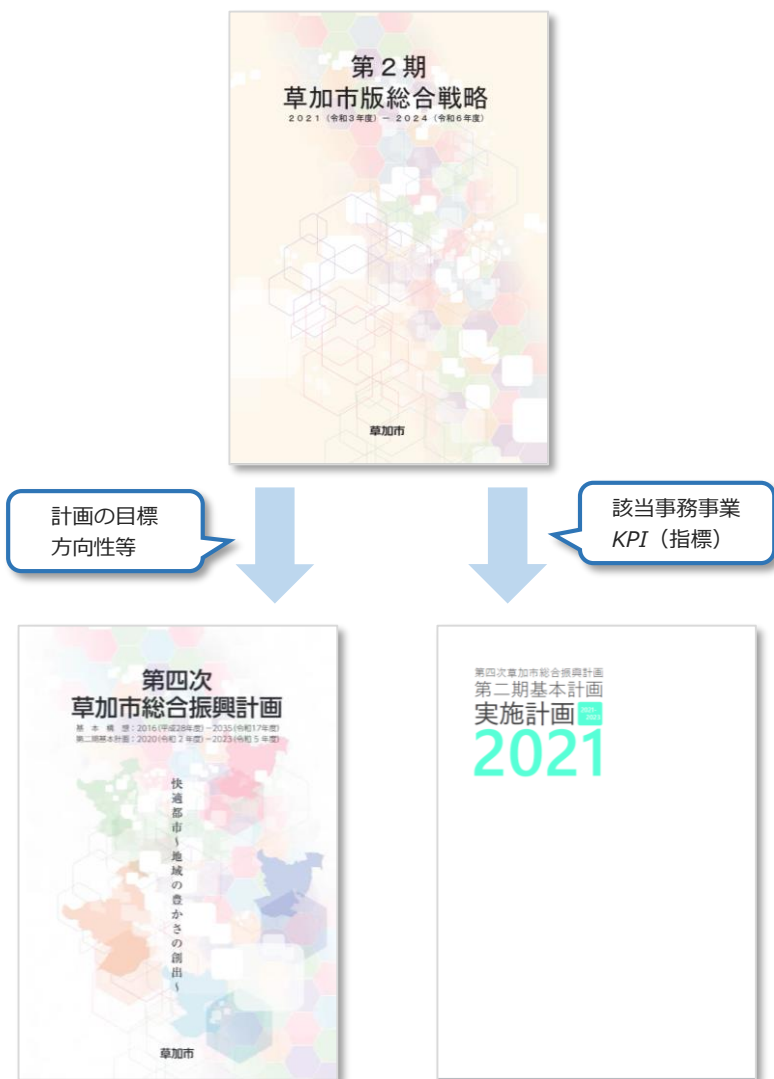 第２期
草加市版総合戦略
２０２１（令和３年度）－ ２０２４（令和６年度）
草加市
計画の目標
方向性等
該当事務事業
KPI（指標）
第四次
草加市総合振興計画
基 本 構 想：2016(平成28年度)－2035(令和17年度)
第二期基本計画：2020(令和２年度)－2023(令和５年度)
快適都市～地域の豊かさの創出～
草加市
第四次草加市総合振興計画
第二期基本計画
実施計画
2021-
2023
2021